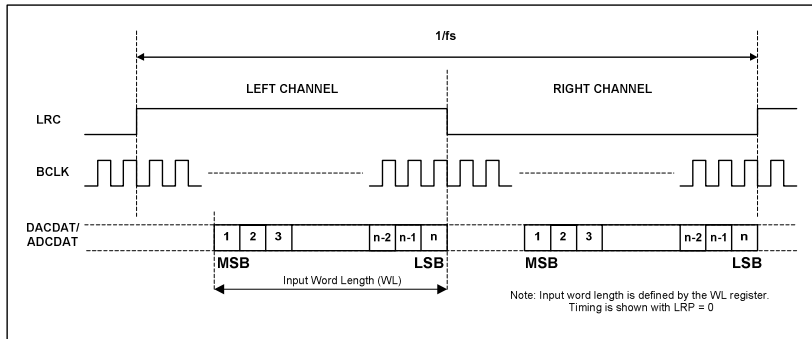 1/fs
LEFT CHANNEL
RIGHT CHANNEL
LRC
BCLK
DACDAT/
ADCDAT
1 2 3 n-2 n-1 n
1 2 3 n-2 n-1 n
MSB LSB
MSB LSB
Input Word Length (WL)
Note: Input word length is defined by the WL register.
Timing is shown with LRP = 0